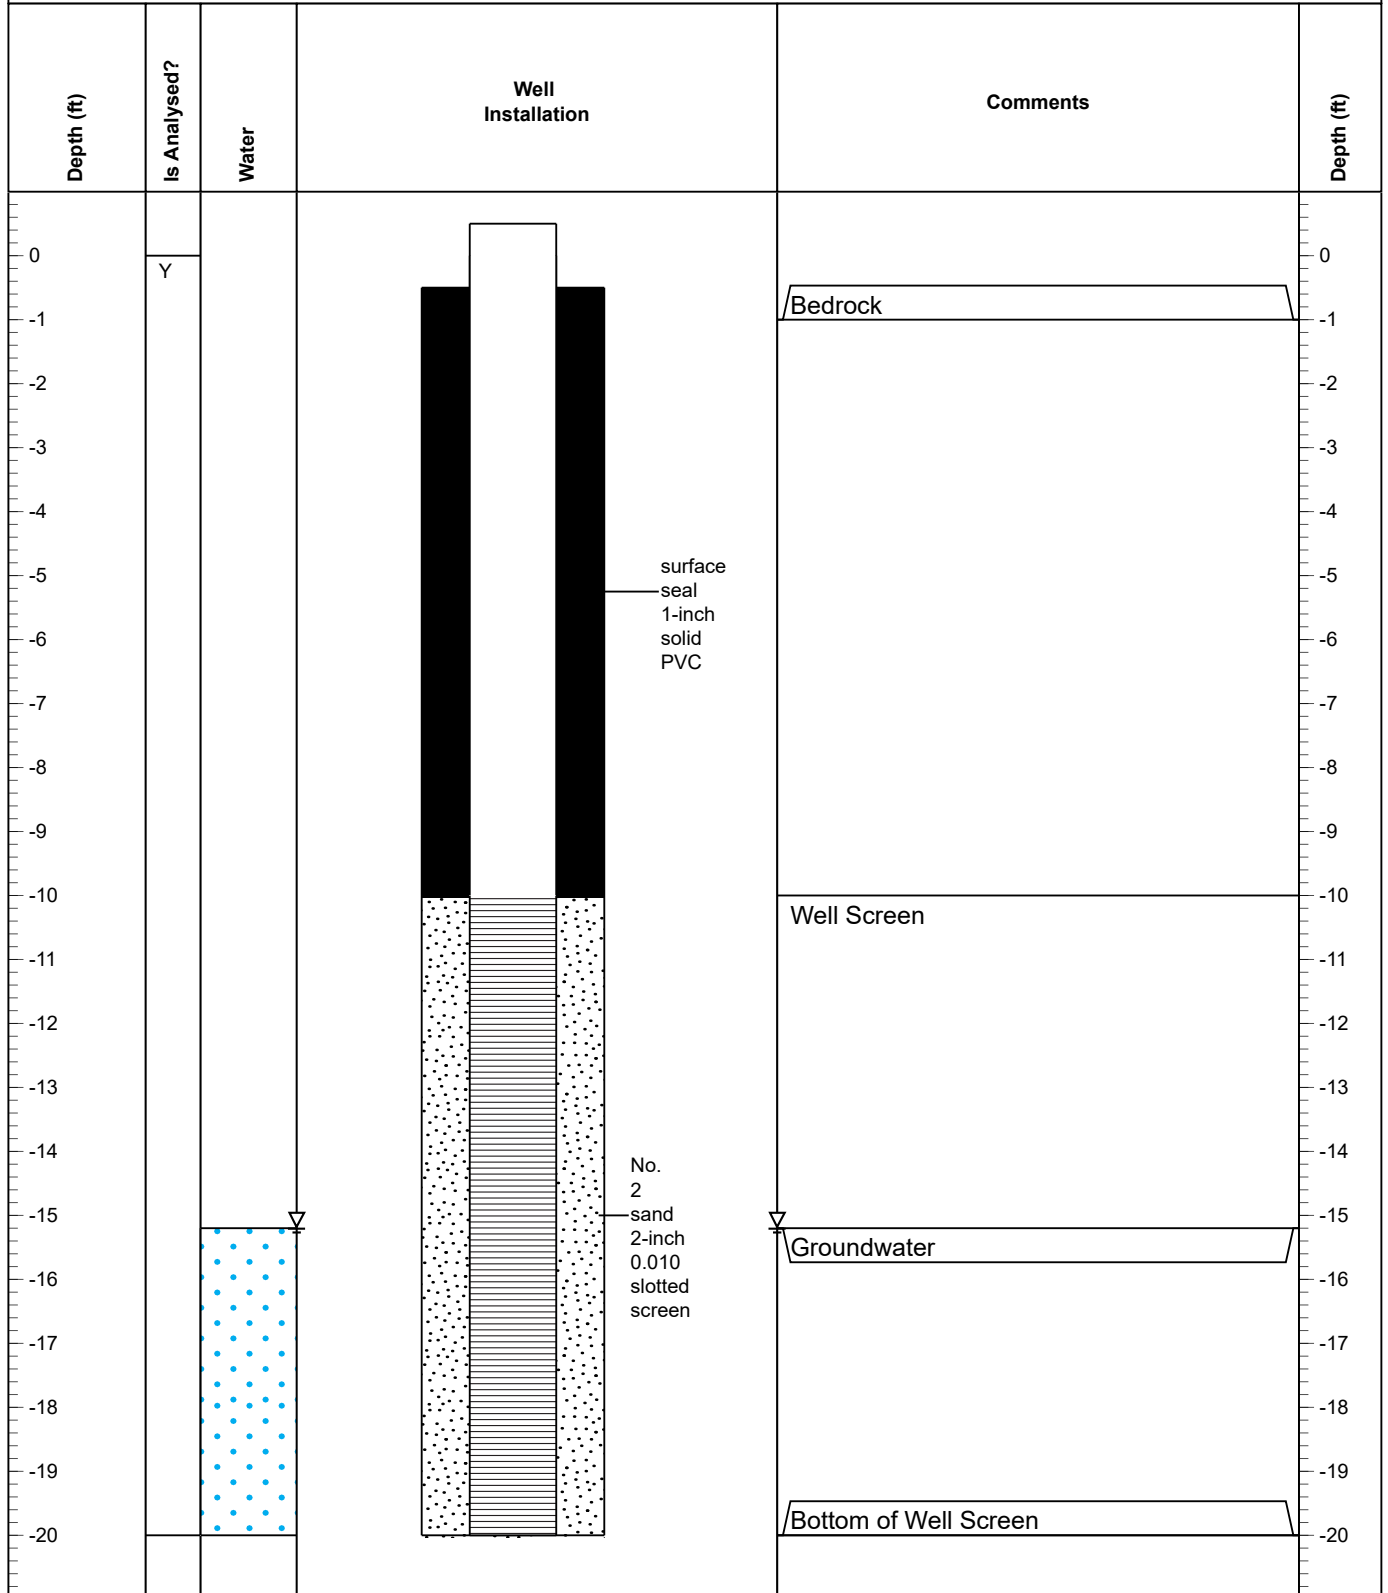 Depth (ft)
Is Analysed?
Water
Well
Installation
Comments
Depth (ft)
0
Y
0
Bedrock
-1
-1
-2
-2
-3
-3
-4
-4
-5
surface
seal
1-inch
solid
PVC
-5
-6
-6
-7
-7
-8
-8
-9
-9
-10
Well Screen
-10
-11
-11
-12
-12
-13
-13
-14
-14
No.
2
sand
2-inch
0.010
slotted
screen
-15
-15
Groundwater
-16
-16
-17
-17
-18
-18
-19
-19
Bottom of Well Screen
-20
-20